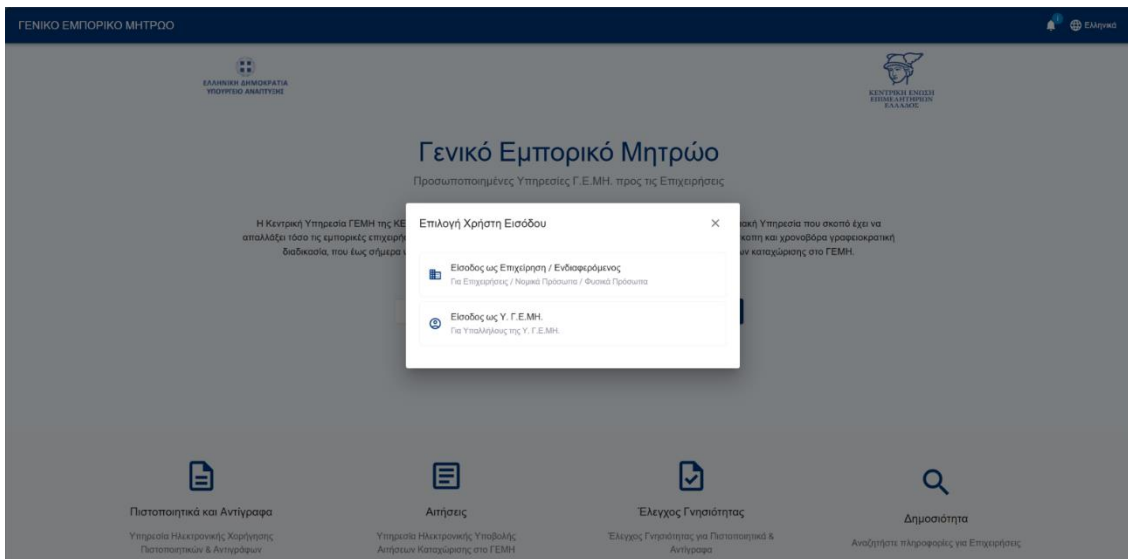 ΓΕΝΙΚΟ ΕΜΠΟΡΙΚΟ ΜΗΤΡΩΟ
Ελληνικά
ΕΛΛΗΝΙΚΗ ΔΗΜΟΚΡΑΤΙΑ
ΥΠΟΥΡΓΕΙΟ ΑΝΑΠΤΥΞΗΣ
ΚΕΝΤΡΙΚΗ ΕΝΩΣΗ
ΕΠΙΜΕΛΗΤΗΡΙΩΝ
ΕΛΛΑΔΟΣ
Γενικό Εμπορικό Μητρώο
Προσωποποιημένες Υπηρεσίες Γ.Ε.ΜΗ. προς τις Επιχειρήσεις
Η Κεντρική Υπηρεσία ΓΕΜΗ της ΚΕ
Υπηρεσία που σκοπό έχει να
απαλλάξει τόσο τις εμπορικές
και χρονοβόρα γραφειοκρατική
διαδικασία, που έως σήμερα
καταχώρισης στο ΓΕΜΗ.
Επιλογή Χρήστη Εισόδου
Είσοδος ως Επιχείρηση / Ενδιαφερόμενος
Για Επιχειρήσεις / Νομικά Πρόσωπα / Φυσικά Πρόσωπα
Είσοδος ως Υ. Γ.Ε.ΜΗ.
Για Υπαλλήλους της Υ. Γ.Ε.ΜΗ.
Πιστοποιητικά και Αντίγραφα
Υπηρεσία Ηλεκτρονικής Χορήγησης
Πιστοποιητικών & Αντιγράφων
Αιτήσεις
Υπηρεσία Ηλεκτρονικής Υποβολής
Αιτήσεων Καταχώρισης στο ΓΕΜΗ
Έλεγχος Γνησιότητας
Έλεγχος Γνησιότητας για Πιστοποιητικά &
Αντίγραφα
Δημοσιότητα
Αναζητήστε πληροφορίες για Επιχειρήσεις